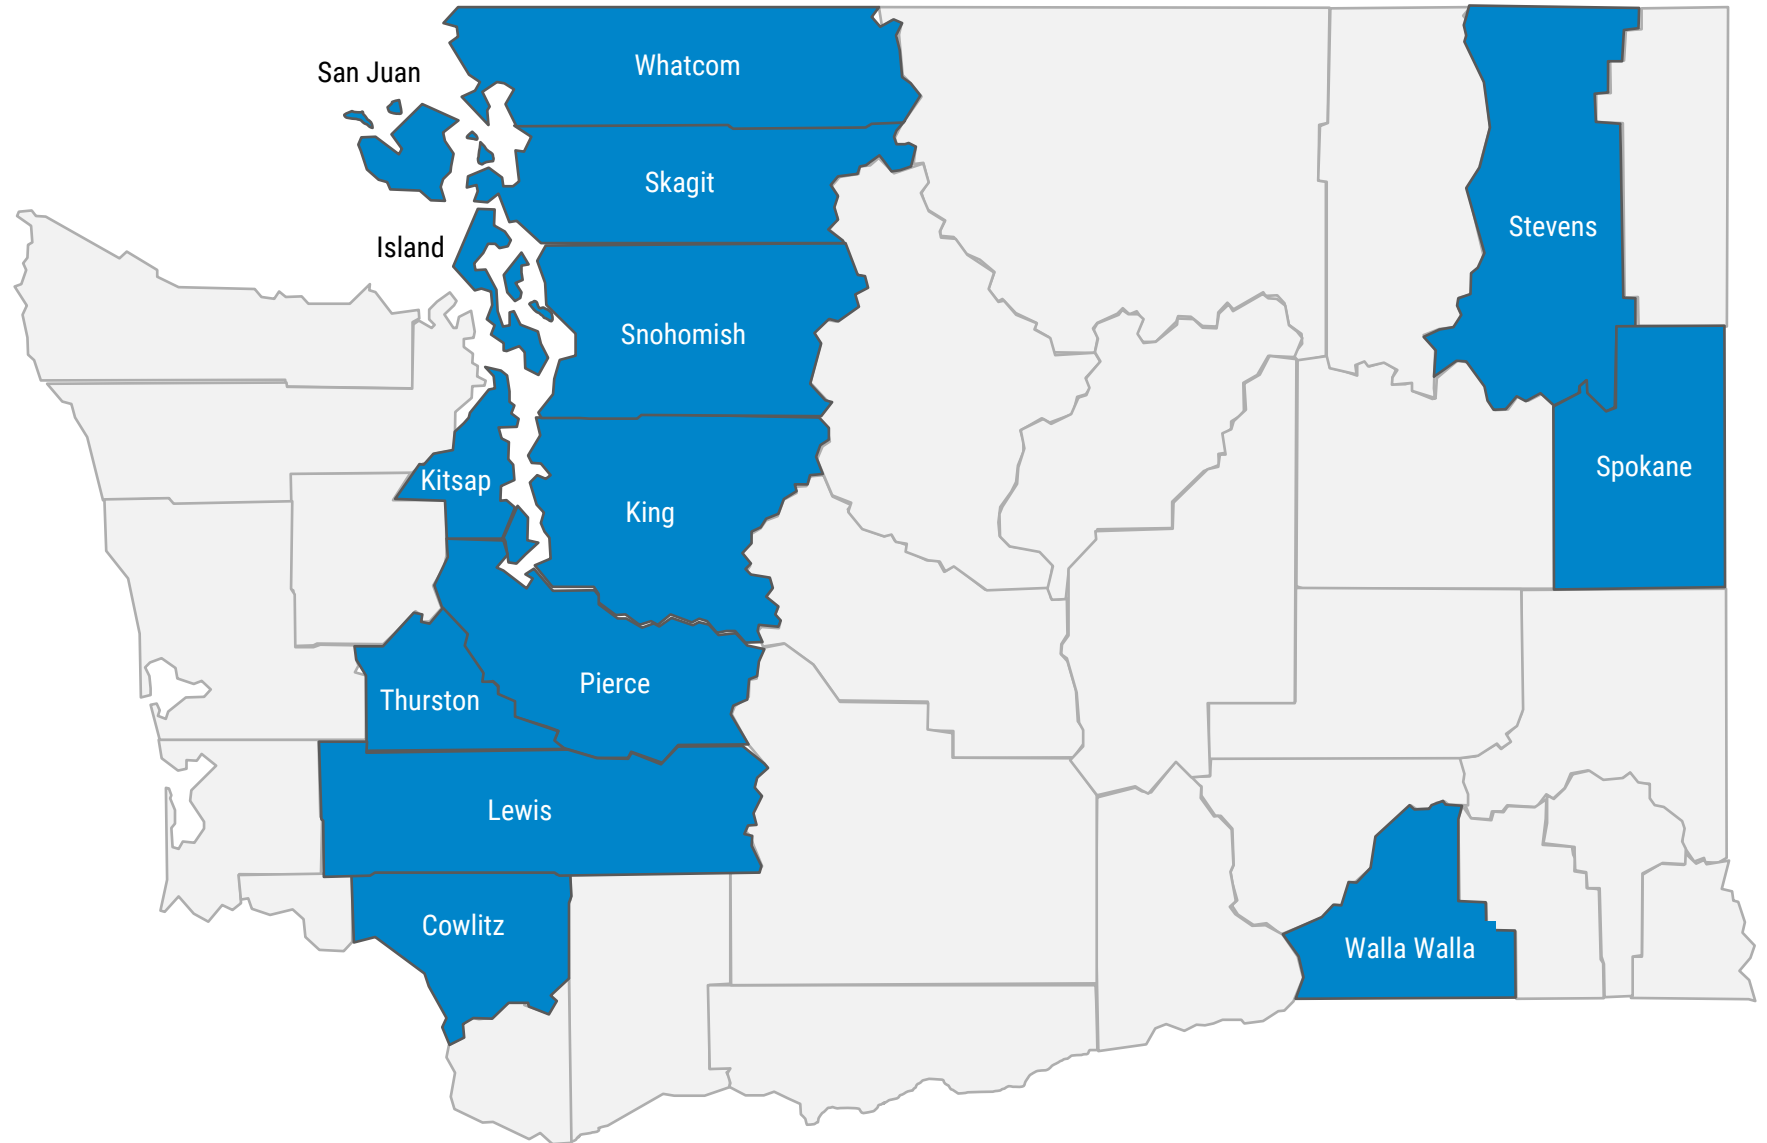 Whatcom
San Juan
Skagit
Stevens
Island
Snohomish
Spokane
Kitsap
King
Pierce
Thurston
Lewis
Cowlitz
Walla Walla